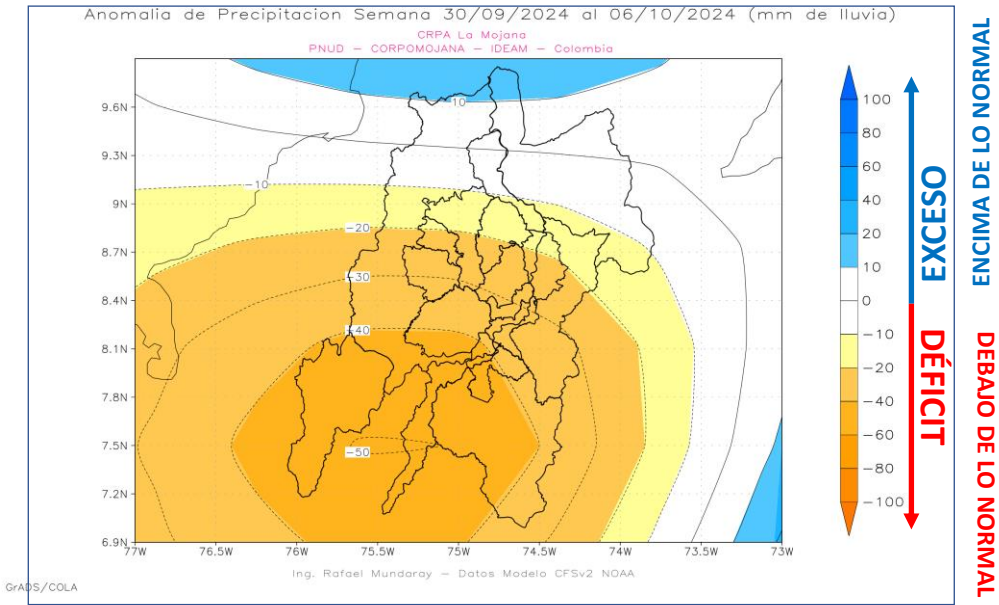 Anomalia de Precipitacion Semana 30/09/2024 al 06/10/2024 (mm de lluvia)
CRPA La Mojana
PNUD – CORPOMOJANA – IDEAM – Colombia
9.6N
9.3N
9N
8.7N
8.4N
8.1N
7.8N
7.5N
7.2N
6.9N
10
-10
-20
-30
-40
-50
77W
76.5W
76W
75.5W
75W
74.5W
74W
73.5W
73W
100
80
60
40
20
10
0
-10
-20
-40
-60
-80
-100
EXCESO
DÉFICIT
ENCIMA DE LO NORMAL
DEBAJO DE LO NORMAL
Ing. Rafael Mundaray – Datos Modelo CFSv2 NOAA
GrADS/COLA